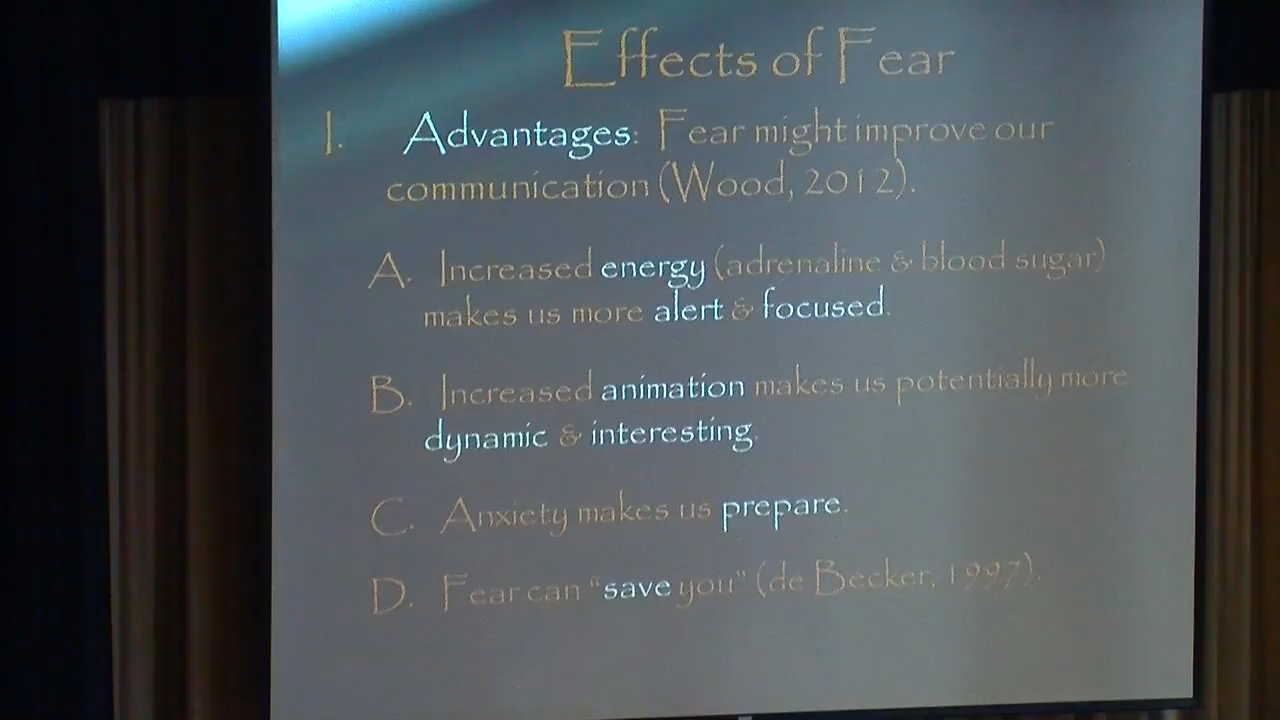 Effects of Fear
I. Advantages: Fear might improve our
communication (Wood, 2012).
A. Increased energy (adrenaline & blood sugar)
makes us more alert & focused.
B. Increased animation makes us potentially more
dynamic & interesting.
C. Anxiety makes us prepare.
D. Fear can “save you” (de Becker, 1997).